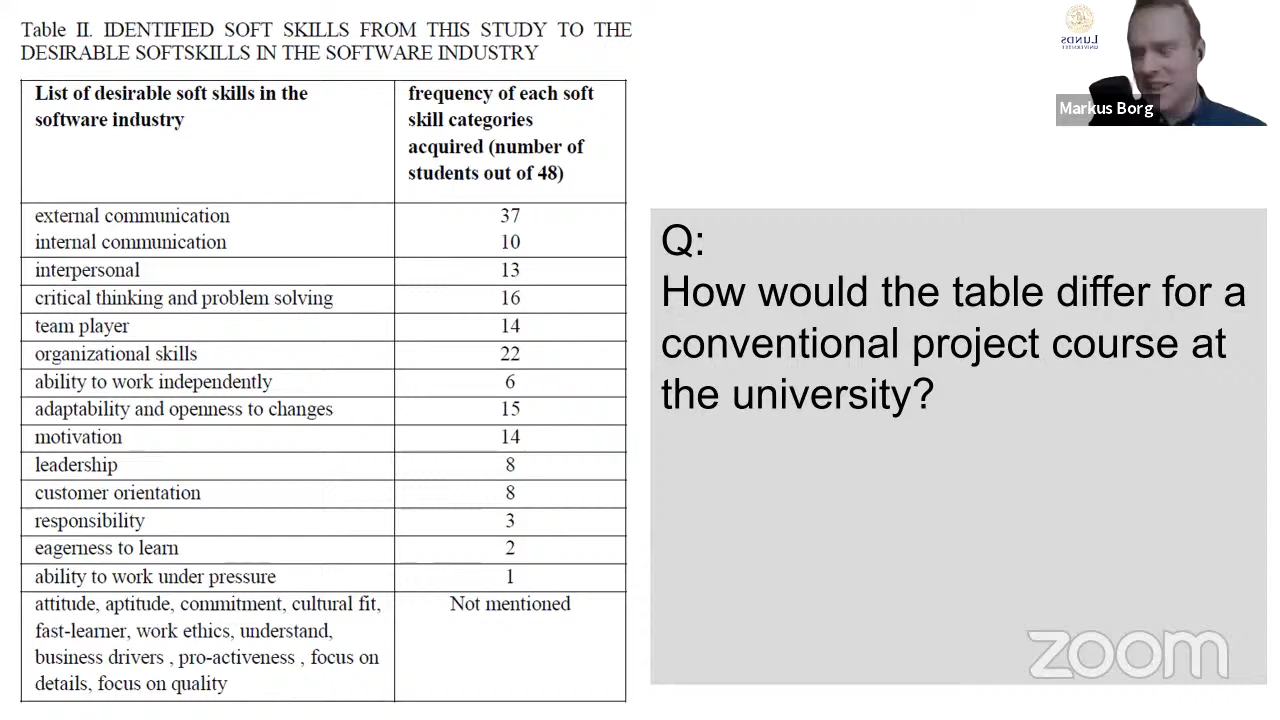 Table II. IDENTIFIED SOFT SKILLS FROM THIS STUDY TO THE
DESIRABLE SOFTSKILLS IN THE SOFTWARE INDUSTRY
List of desirable soft skills in the
software industry
frequency of each soft
skill categories
acquired (number of
students out of 48)
external communication 37
internal communication 10
interpersonal 13
critical thinking and problem solving 16
team player 14
organizational skills 22
ability to work independently 6
adaptability and openness to changes 15
motivation 14
leadership 8
customer orientation 8
responsibility 3
eagerness to learn 2
ability to work under pressure 1
attitude, aptitude, commitment, cultural fit, Not mentioned
fast-learner, work ethics, understand,
business drivers , pro-activeness , focus on
details, focus on quality
LUNDS
UNIVERSITET
Markus Borg
Q:
How would the table differ for a
conventional project course at
the university?
zoom